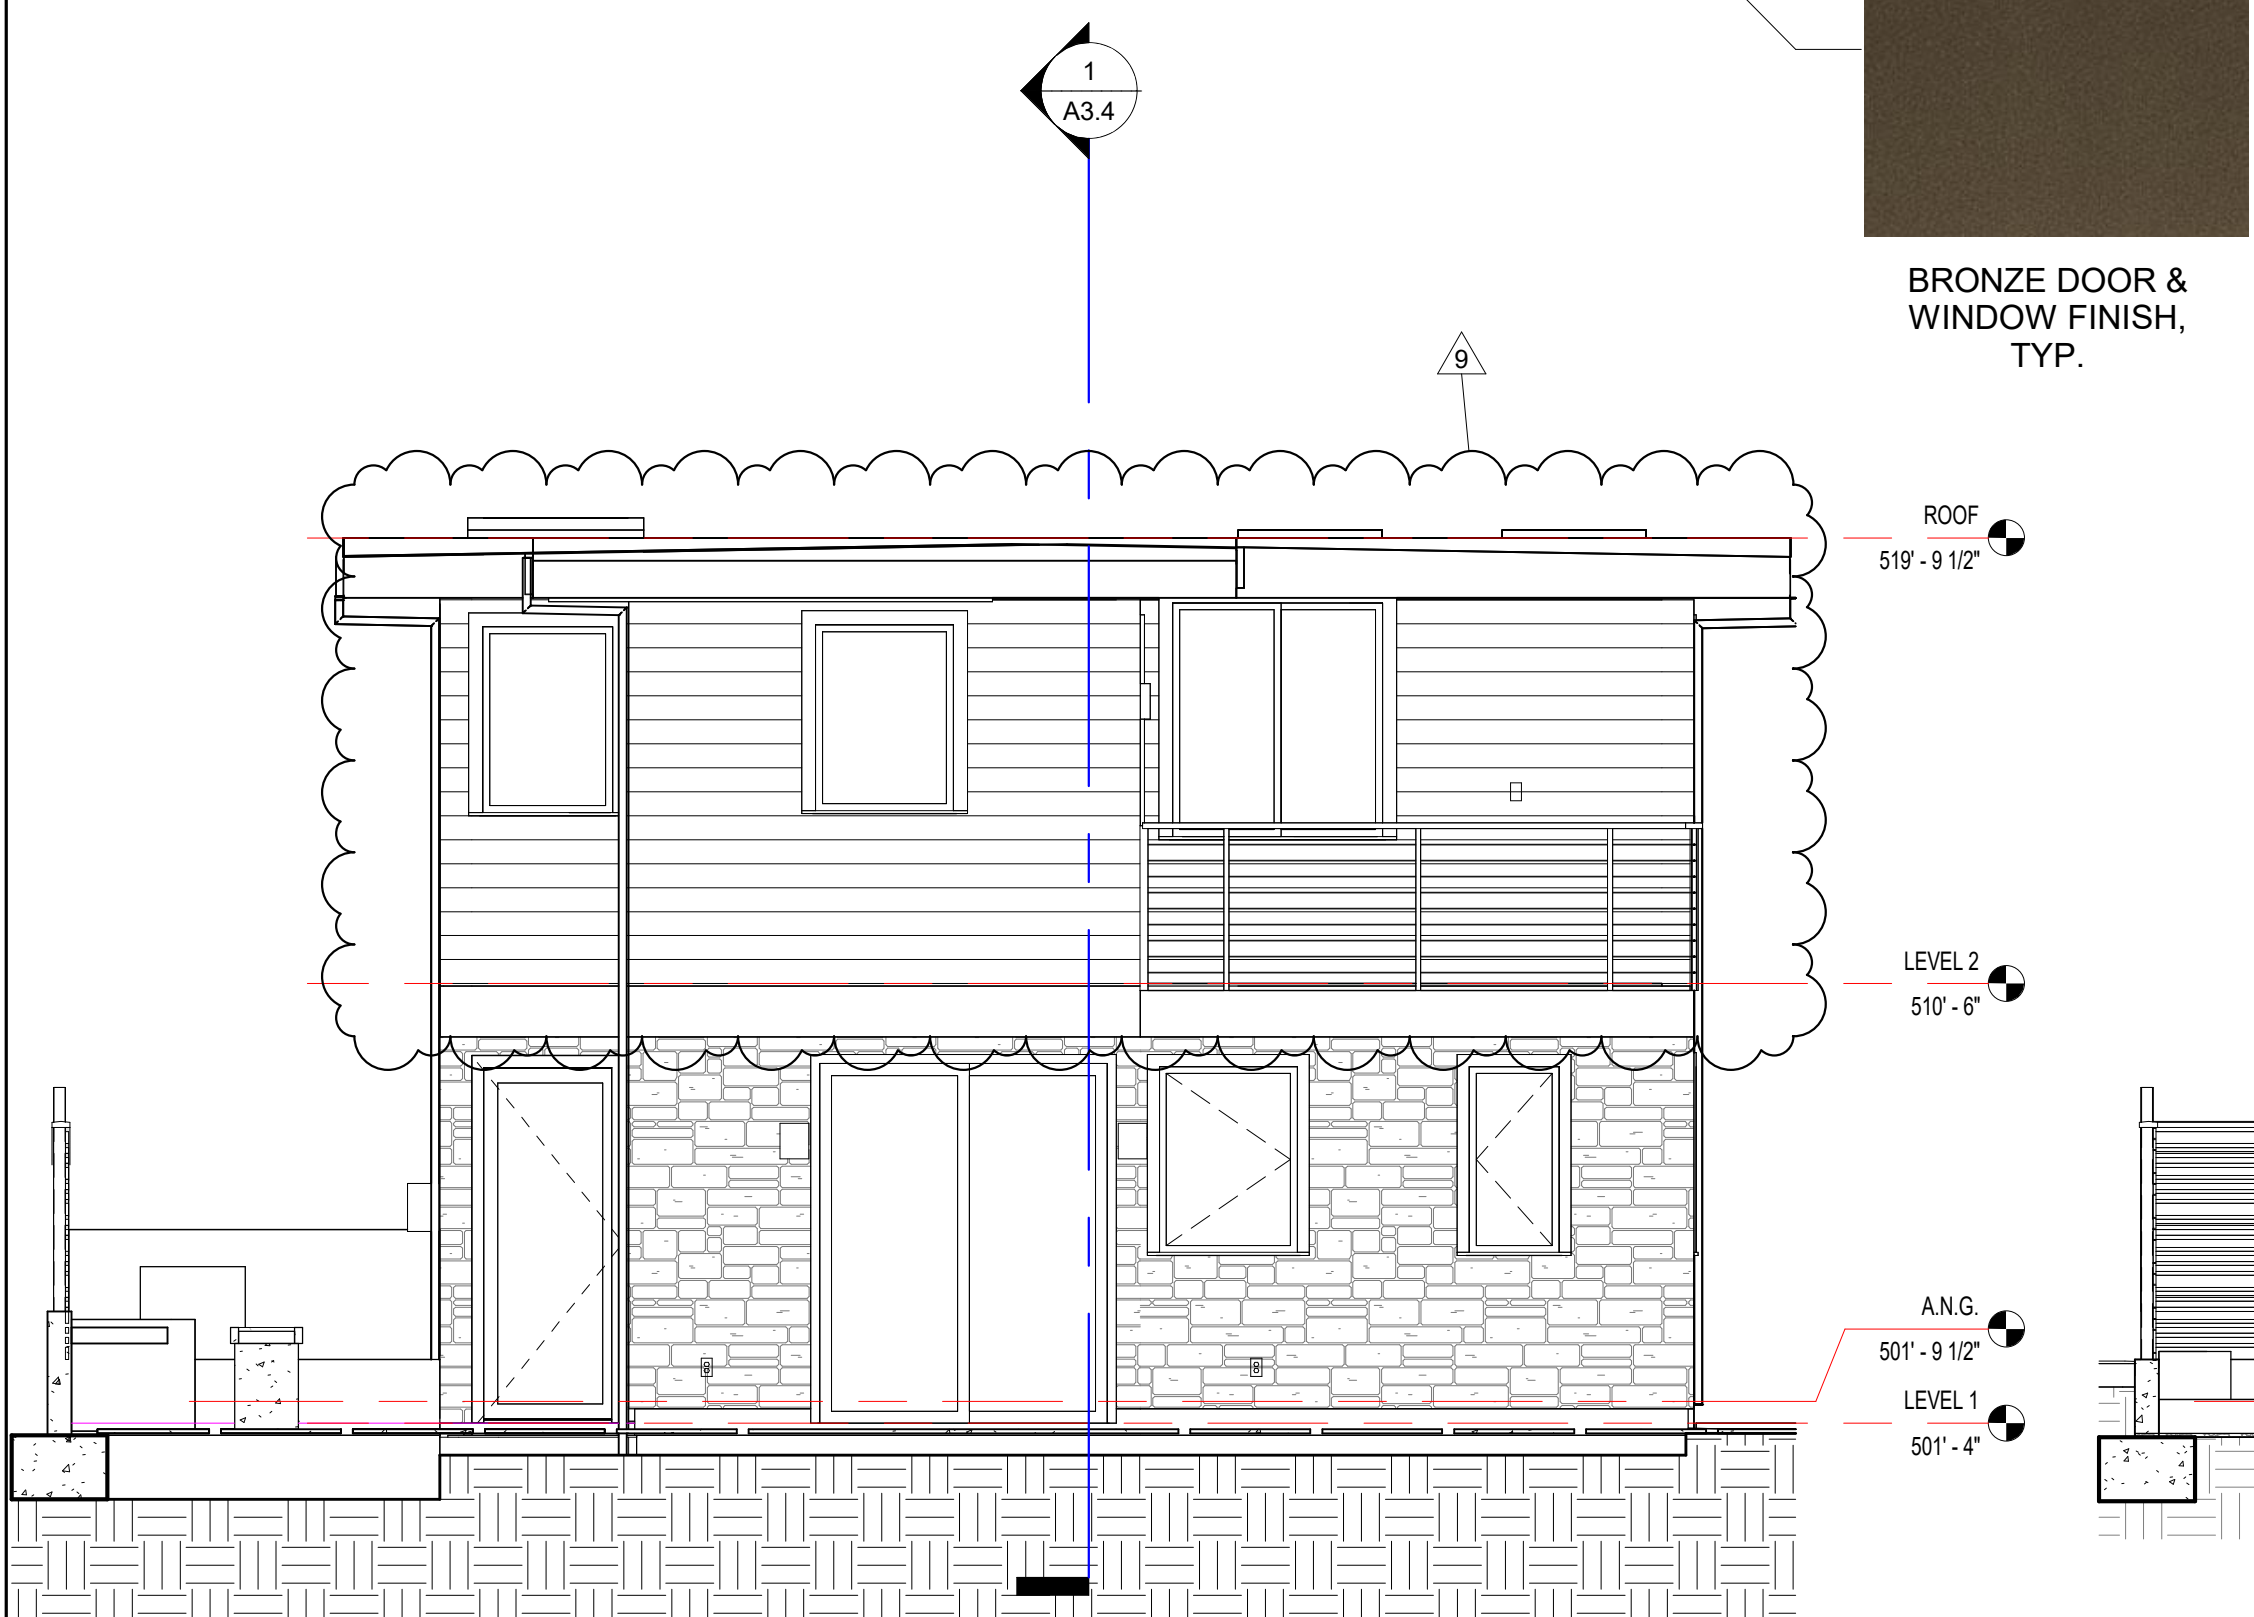 1
A3.4
BRONZE DOOR &
WINDOW FINISH,
TYP.
9
ROOF
519' - 9 1/2"
LEVEL 2
510' - 6"
A.N.G.
501' - 9 1/2"
LEVEL 1
501' - 4"